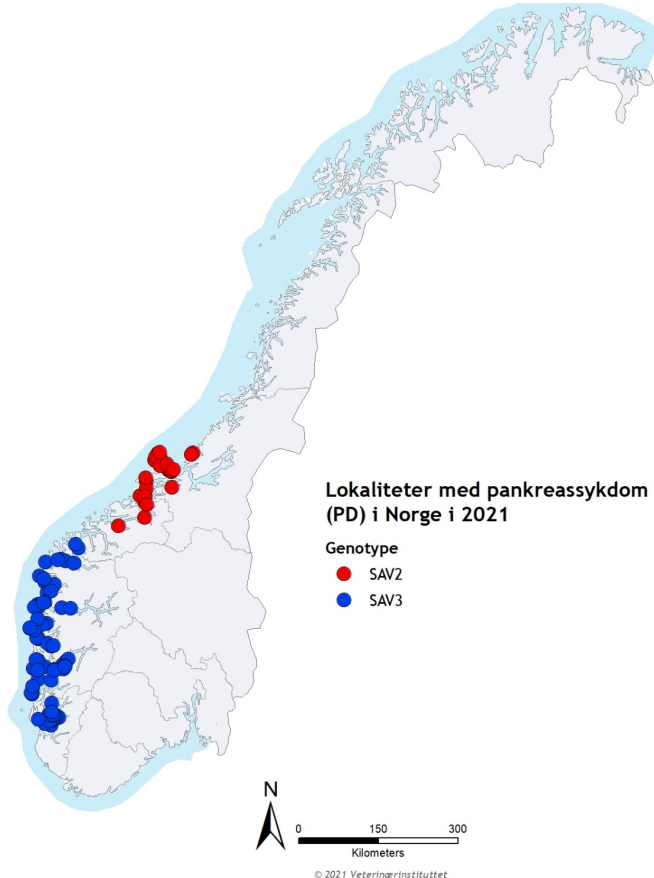 Lokaliteter med pankreassykdom
(PD) i Norge i 2021
Genotype
SAV2
SAV3
N
0 150 300
Kilometers
© 2021 Veterinærinstituttet